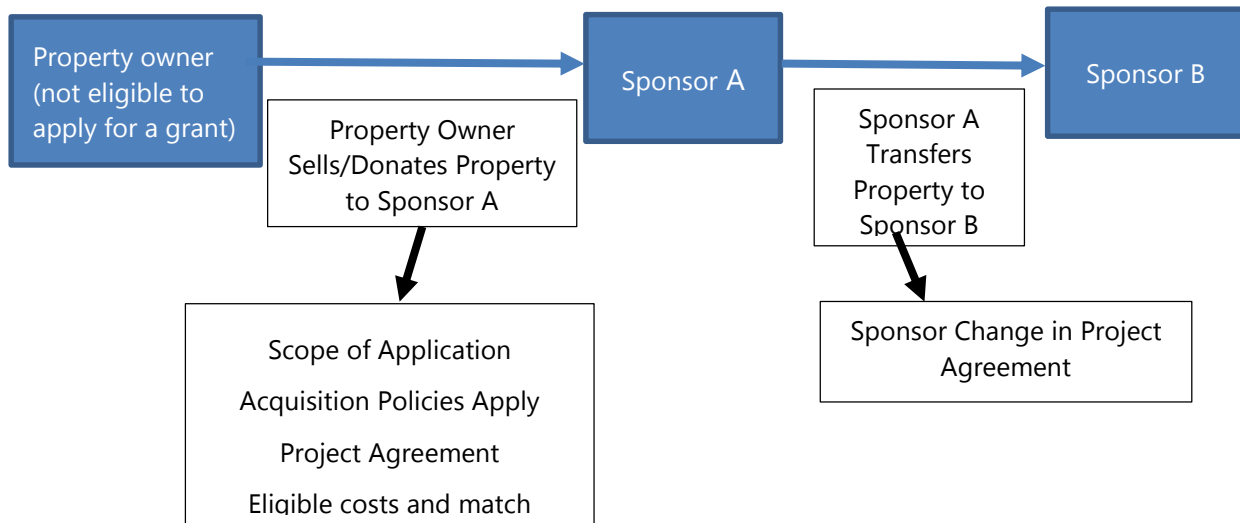 Property owner
(not eligible to
apply for a grant)
Sponsor A
Sponsor B
Property Owner
Sells/Donates Property
to Sponsor A
Sponsor A
Transfers
Property to
Sponsor B
Scope of Application
Acquisition Policies Apply
Project Agreement
Eligible costs and match
Sponsor Change in Project
Agreement